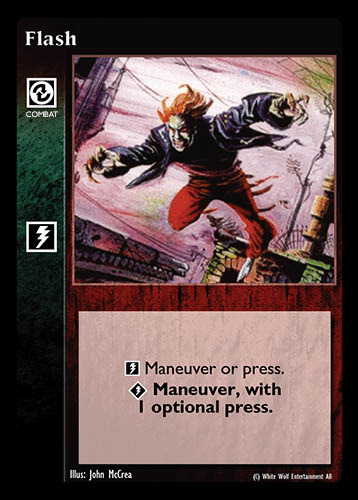 Flash
COMBAT
Maneuver or press.
Maneuver, with
1 optional press.
Illus: John McCrea
(C) White Wolf Entertainment AB